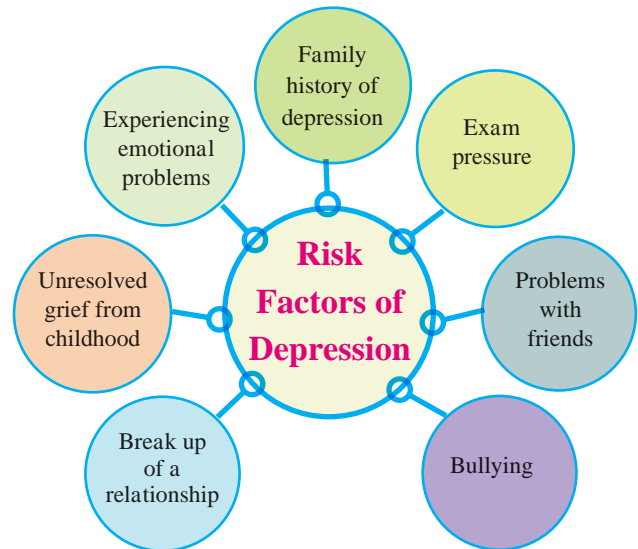 Risk
Factors of
Depression
Family
history of
depression
Exam
pressure
Problems
with
friends
Bullying
Break up
of a
relationship
Unresolved
grief from
childhood
Experiencing
emotional
problems